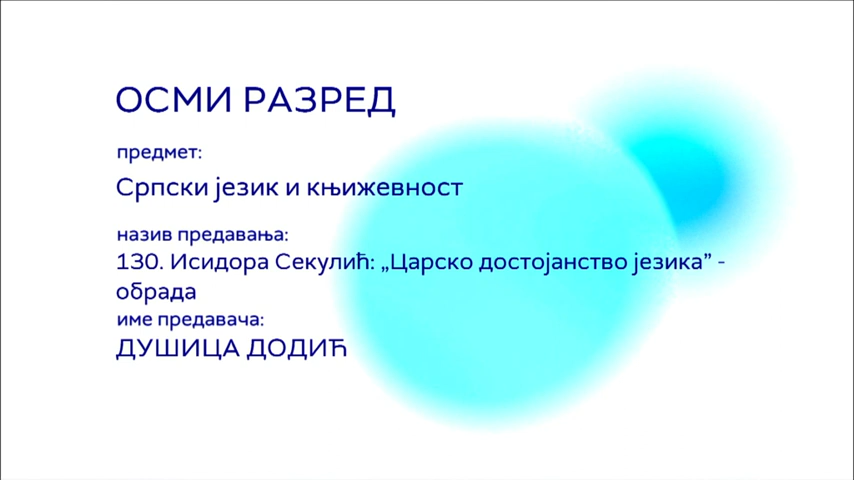 ОСМИ РАЗРЕД
предмет:
Српски језик и књижевност
назив предавања:
130. Исидора Секулић: „Царско достојанство језика” -
обрада
име предавача:
ДУШИЦА ДОДИЋ